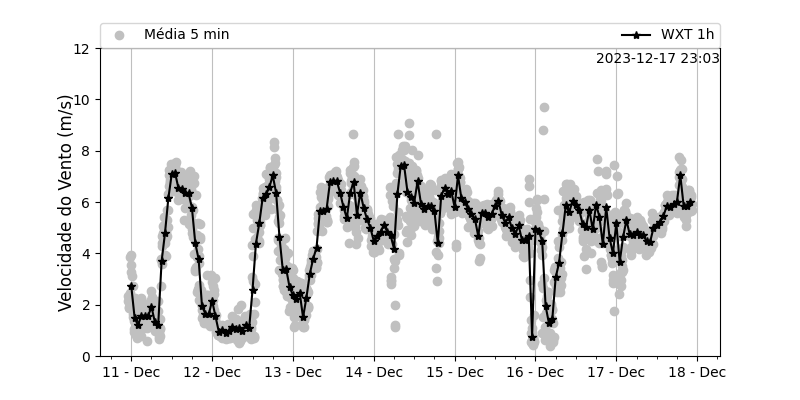 Média 5 min
WXT 1h
2023-12-17 23:03
Velocidade do Vento (m/s)
12
10
8
6
4
2
0
11 - Dec
12 - Dec
13 - Dec
14 - Dec
15 - Dec
16 - Dec
17 - Dec
18 - Dec